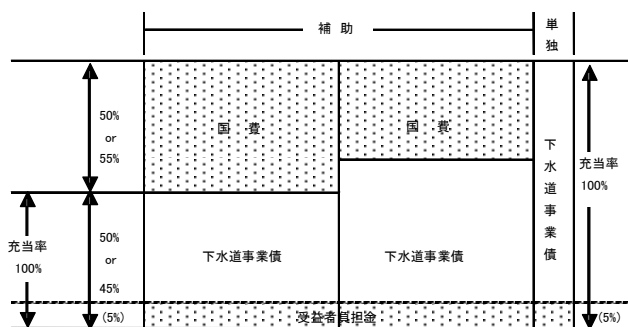 補 助
単
独
50%
or
55%
国 費
国 費
下
水
道
事
業
債
充当率
100%
充当率
100%
50%
or
45%
下水道事業債
下水道事業債
(5%)
受益者負担金
(5%)